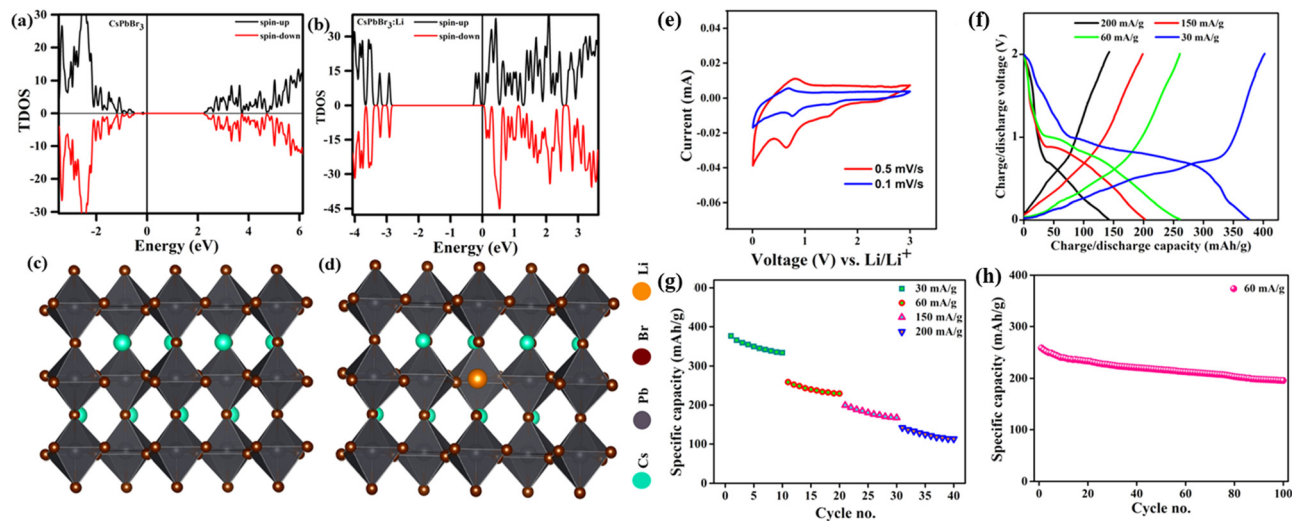 (a)
CsPbBr3
spin-up
spin-down
30
20
10
0
-10
-20
30
TDOS
-2 0 2 4 6
Energy (eV)
(b)
CsPbBr3:Li
spin-up
spin-down
30
15
0
-15
-30
-45
TDOS
-4 -3 -2 -1 0 1 2 3
Energy (eV)
(c)
(d)
Li
Br
Pb
Cs
(e)
0.04
0.02
0.00
-0.02
-0.04
-0.06
Current (mA)
0.5 mV/s
0.1 mV/s
0 1 2 3
Voltage (V) vs. Li/Li+
(f)
200 mA/g
150 mA/g
60 mA/g
30 mA/g
2
1
0
Charge/discharge voltage (V)
0 50 100 150 200 250 300 350 400
Charge/discharge capacity (mAh/g)
(g)
30 mA/g
60 mA/g
150 mA/g
200 mA/g
00
400
300
200
100
0
Specific capacity (mAh/g)
0 10 20 30 40
Cycle no.
(h)
60 mA/g
400
300
200
100
0
Specific capacity (mAh/g)
0 20 40 60 80 100
Cycle no.